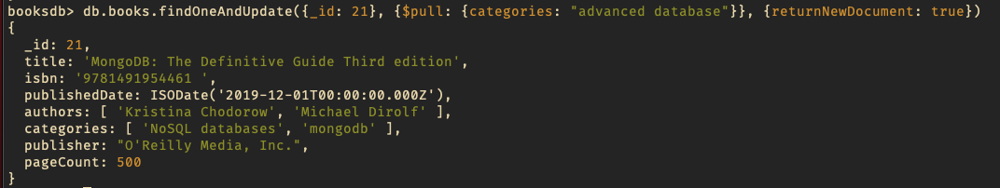 booksdb> db.books.findOneAndUpdate({_id: 21}, {$pull: {categories: "advanced database"}}, {returnNewDocument: true})
{
  _id: 21,
  title: 'MongoDB: The Definitive Guide Third edition',
  isbn: '9781491954461 ',
  publishedDate: ISODate('2019-12-01T00:00:00.000Z'),
  authors: [ 'Kristina Chodorow', 'Michael Dirolf' ],
  categories: [ 'NoSQL databases', 'mongodb' ],
  publisher: "O'Reilly Media, Inc.",
  pageCount: 500
}